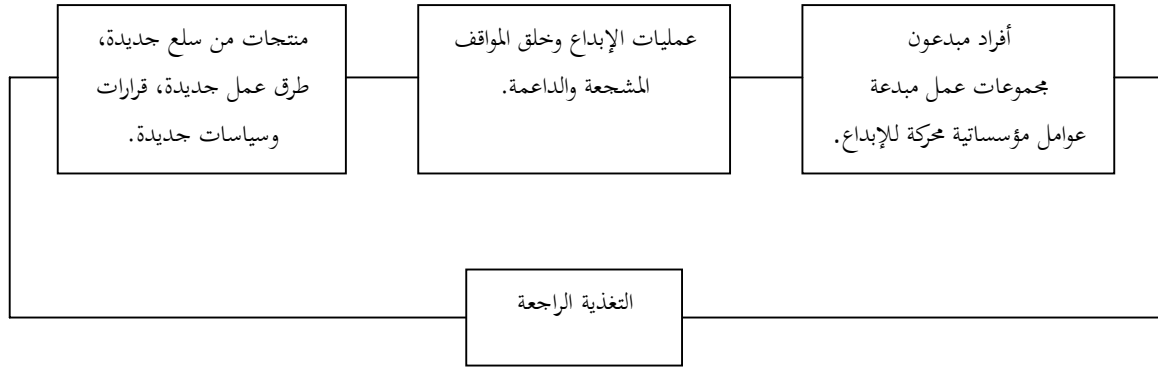 أفراد مبدعون
مجموعات عمل مبدعة
عوامل مؤسساتية محركة للإبداع.
عمليات الإبداع وخلق المواقف
المشجعة والداعمة.
منتجات من سلع جديدة،
طرق عمل جديدة، قرارات
وسياسات جديدة.
التغذية الراجعة